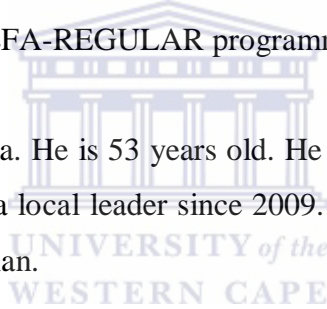 FA-REGULAR programm
a. He is 53 years old. He
a local leader since 2009.
UNIVERSITY of the
an.
WESTERN CAPE